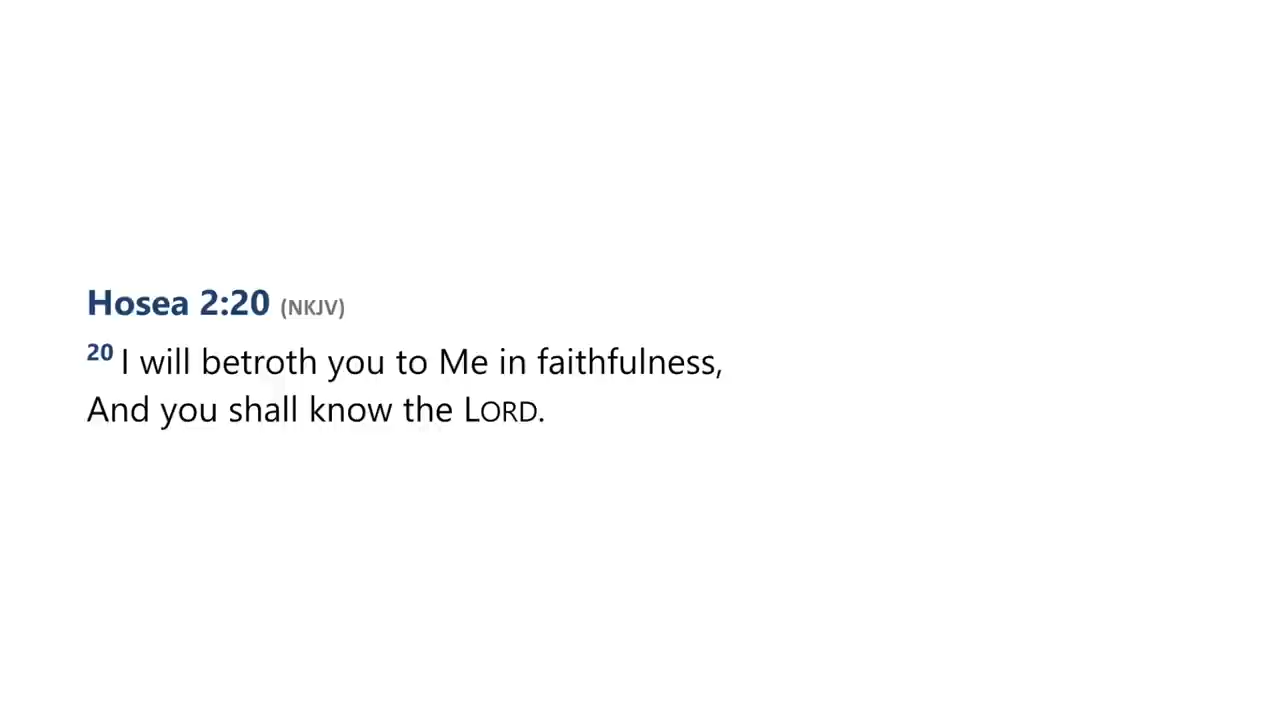 Hosea 2:20 (NKJV)
20 I will betroth you to Me in faithfulness,
And you shall know the LORD.